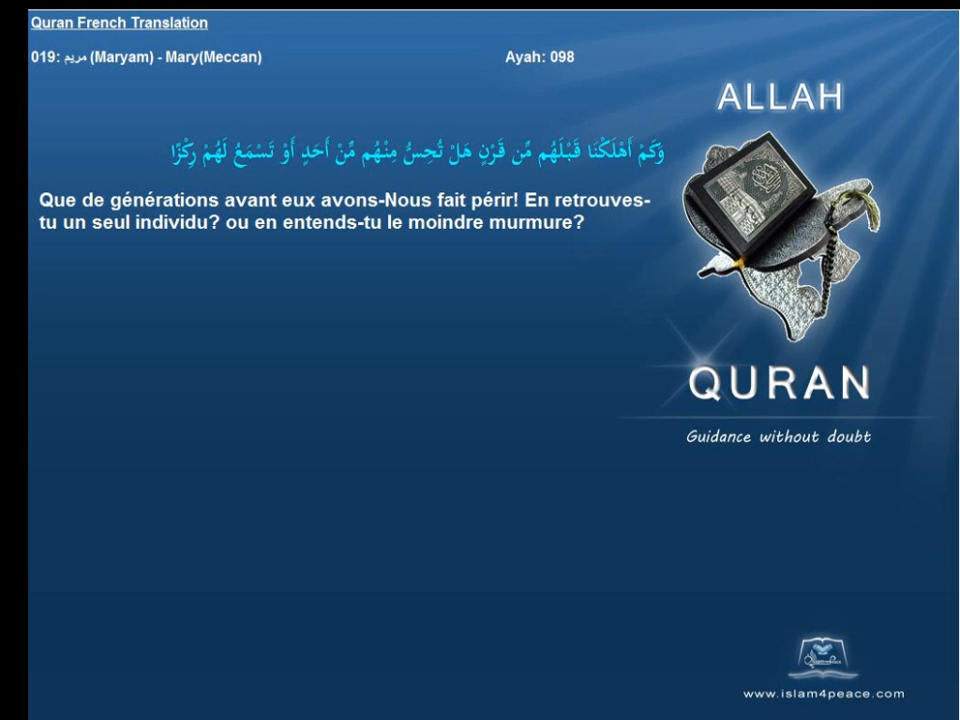 Quran French Translation
019: مريم (Maryam) - Mary(Meccan) Ayah: 098
ALLAH
وَكَمْ أَهْلَكْنَا قَبْلَهُم مِّن قَرْنٍ هَلْ تُحِسُّ مِنْهُم مِّنْ أَحَدٍ أَوْ تَسْمَعُ لَهُمْ رِكْزًا
Que de générations avant eux avons-Nous fait périr! En retrouves-
tu un seul individu? ou en entends-tu le moindre murmure?
QURAN
Guidance without doubt
www.islam4peace.com